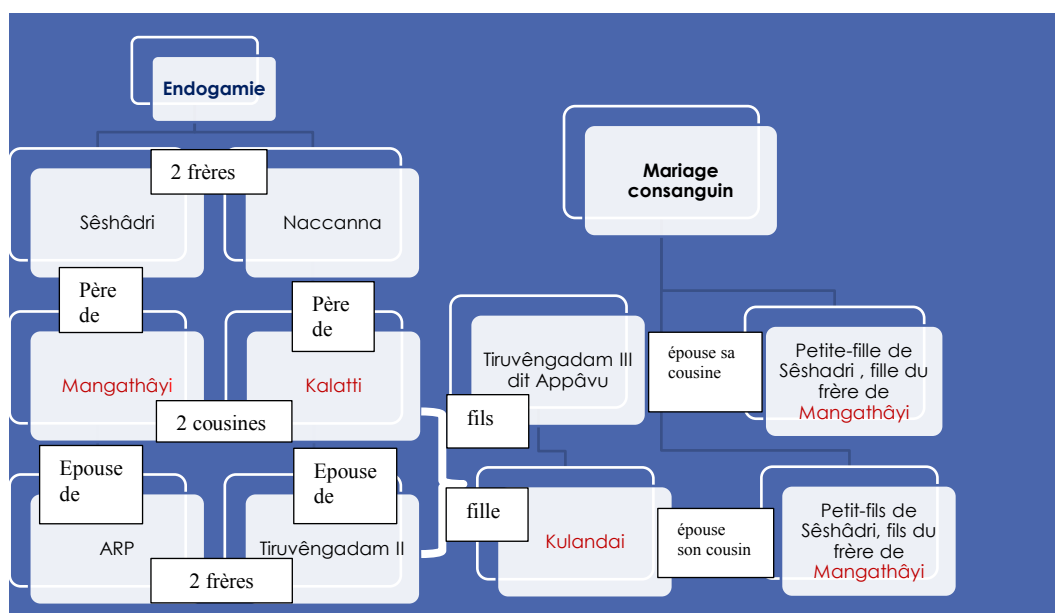 Endogamie
2 frères
Sêshâdri
Naccanna
Père
de
Père
de
Mangathâyi
Kalatti
2 cousines
Epouse
de
Epouse
de
ARP
Tiruvêngadam II
2 frères
Mariage
consanguin
Tiruvêngadam III
dit Appâvu
fils
épouse sa
cousine
Petite-fille de
Sêshadri , fille du
frère de
Mangathâyi
fille
Kulandai
épouse
son cousin
Petit-fils de
Sêshâdri, fils du
frère de
Mangathâyi